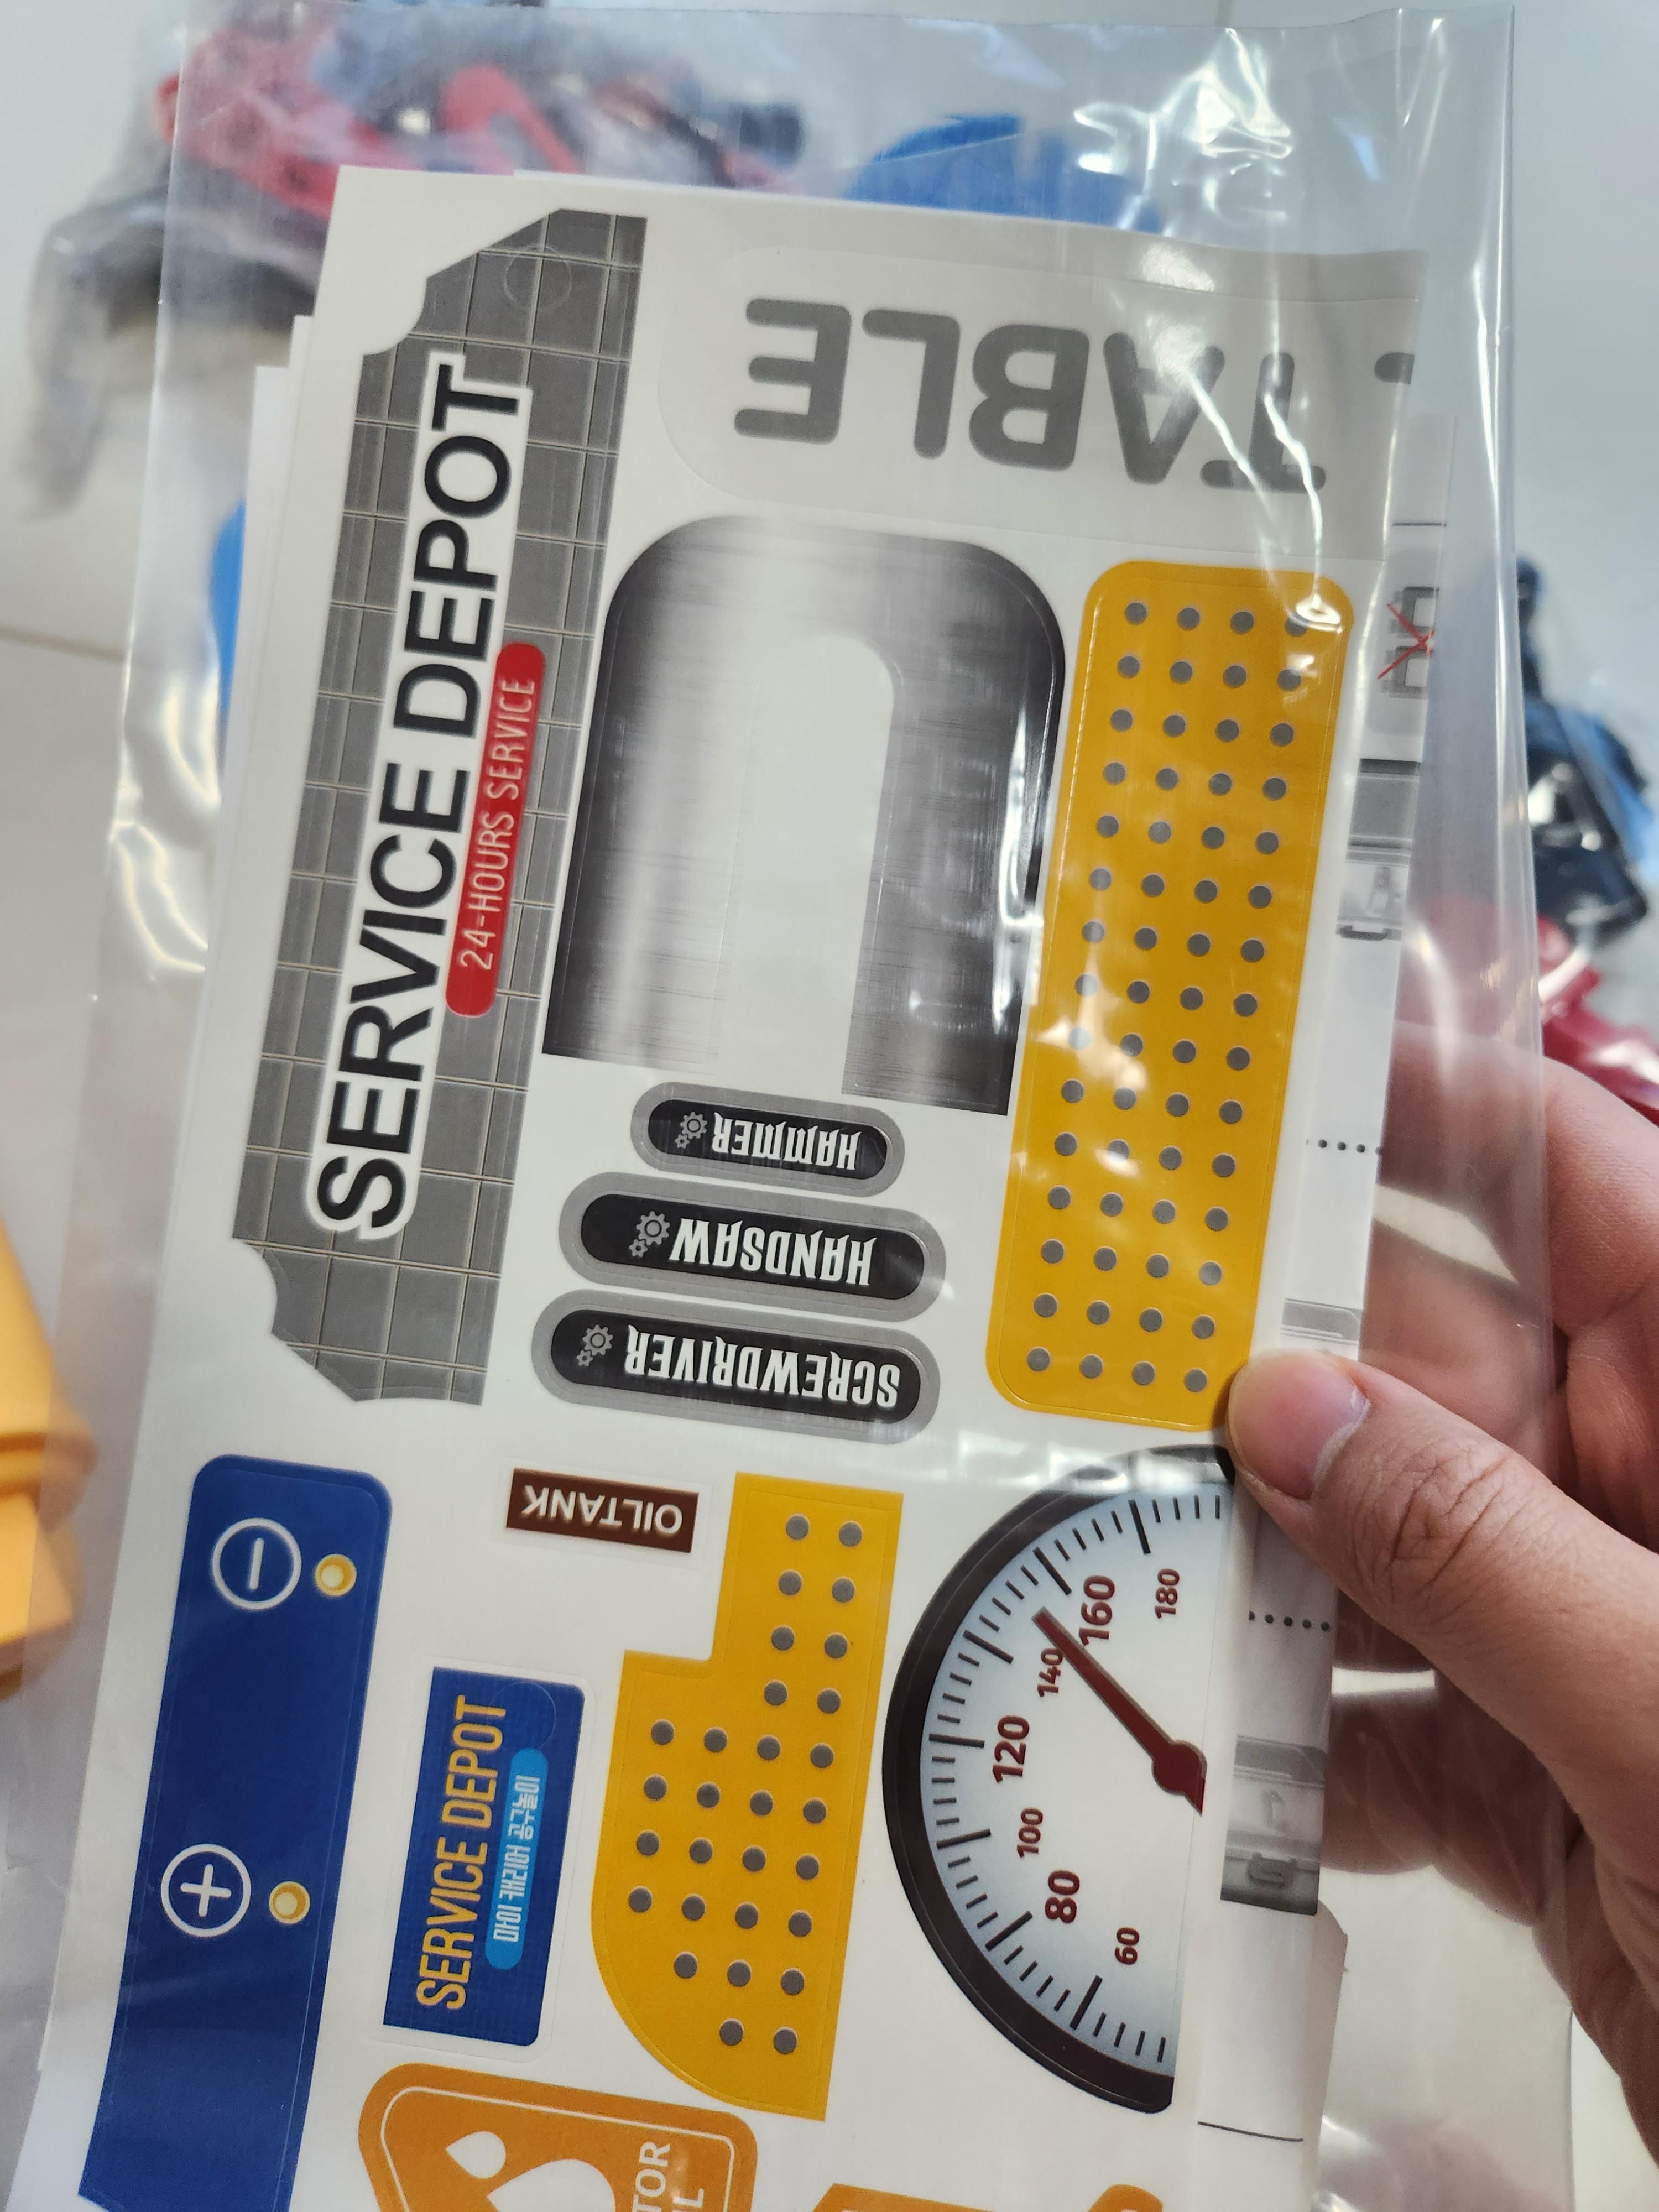 TABLE
SERVICE DEPOT
24-HOURS SERVICE
HAMMER
HANDSAW
SCREWDRIVER
OILTANK
SERVICE DEPOT
마이 캐리어 공구놀이
180
160
140
120
100
80
60